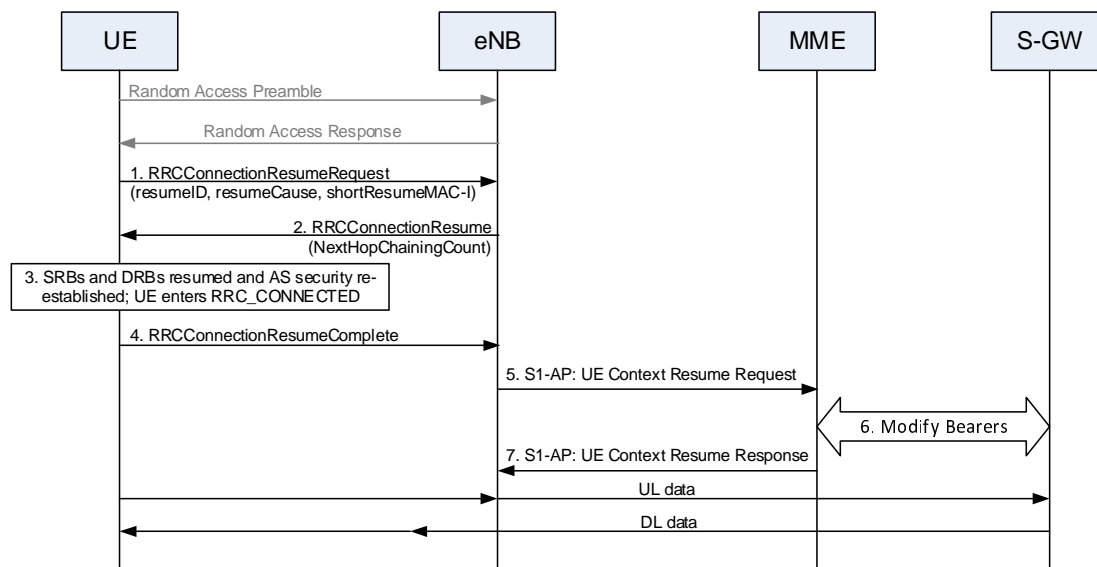 UE
eNB
MME
S-GW
Random Access Preamble
Random Access Response
1. RRCConnectionResumeRequest
(resumeID, resumeCause, shortResumeMAC-I)
2. RRCConnectionResume
(NextHopChainingCount)
3. SRBs and DRBs resumed and AS security re-
established; UE enters RRC_CONNECTED
4. RRCConnectionResumeComplete
5. S1-AP: UE Context Resume Request
6. Modify Bearers
7. S1-AP: UE Context Resume Response
UL data
DL data